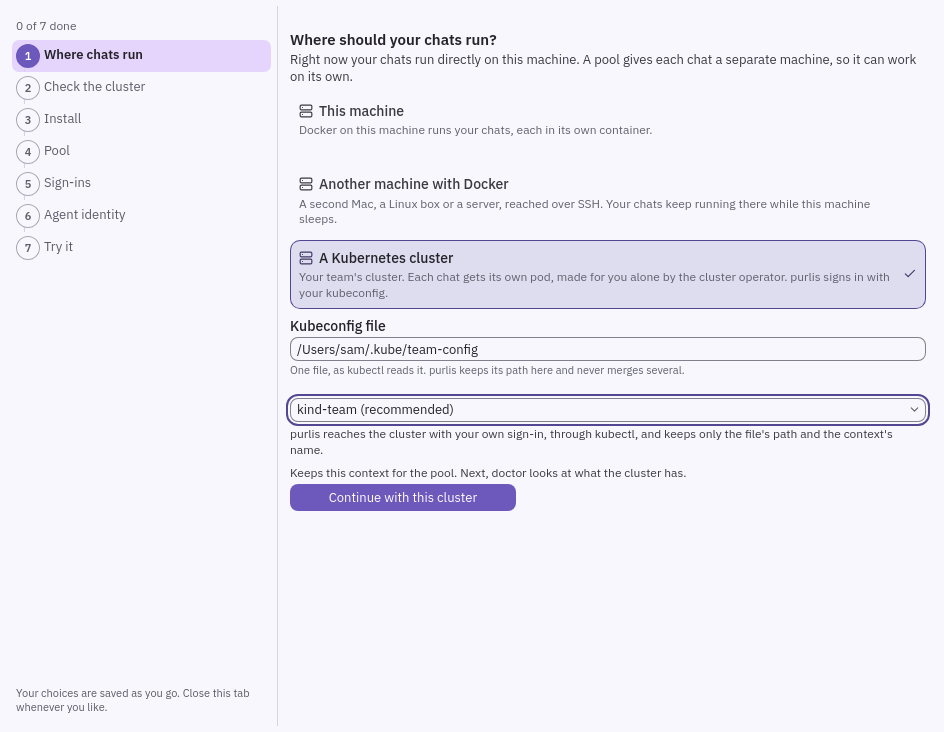 0 of 7 done
1 Where chats run
2 Check the cluster
3 Install
4 Pool
5 Sign-ins
6 Agent identity
7 Try it
Your choices are saved as you go. Close this tab
whenever you like.
Where should your chats run?
Right now your chats run directly on this machine. A pool gives each chat a separate machine, so it can work
on its own.
This machine
Docker on this machine runs your chats, each in its own container.
Another machine with Docker
A second Mac, a Linux box or a server, reached over SSH. Your chats keep running there while this machine
sleeps.
A Kubernetes cluster
Your team's cluster. Each chat gets its own pod, made for you alone by the cluster operator. purlis signs in with
your kubeconfig.
Kubeconfig file
/Users/sam/.kube/team-config
One file, as kubectl reads it. purlis keeps its path here and never merges several.
kind-team (recommended)
purlis reaches the cluster with your own sign-in, through kubectl, and keeps only the file's path and the context's
name.
Keeps this context for the pool. Next, doctor looks at what the cluster has.
Continue with this cluster